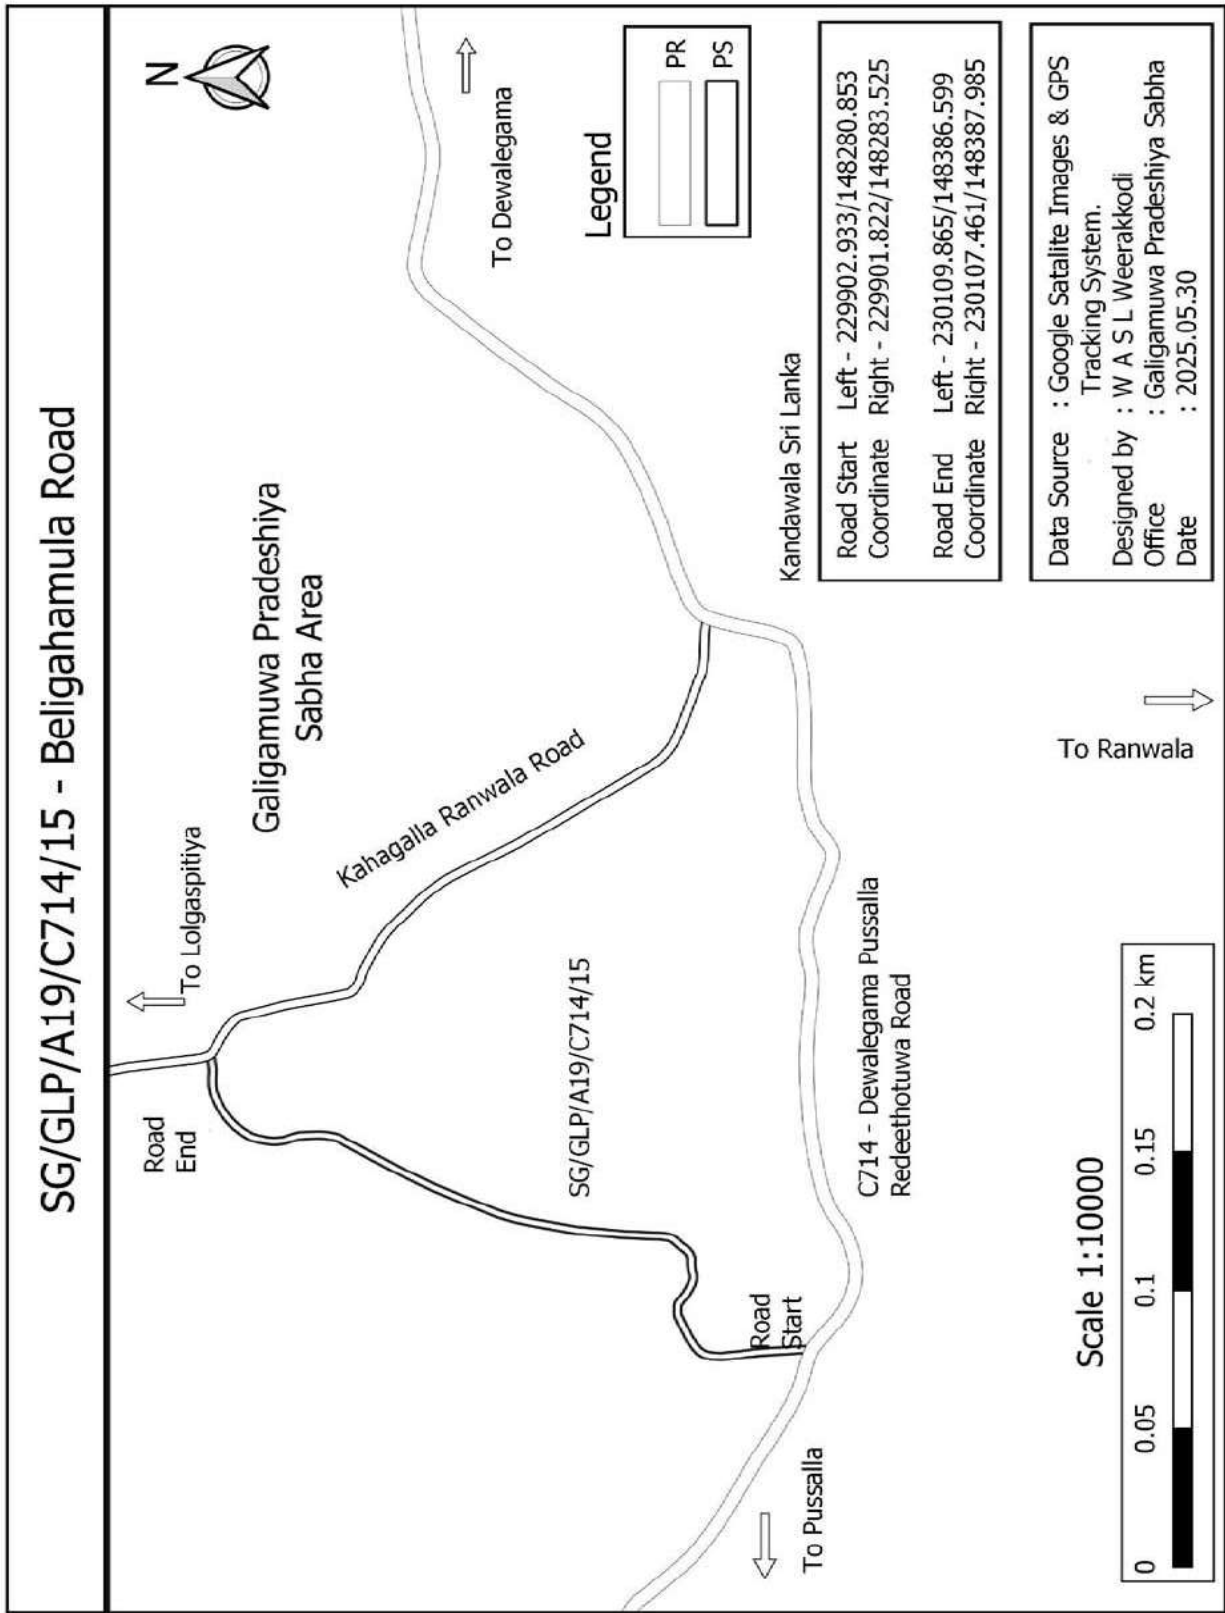 SG/GLP/A19/C714/15 - Beligahamula Road
N
To Lolgaspitiya
Galigamuwa Pradeshiya
Sabha Area
Road
End
Kahagalla Ranwala Road
To Dewalegama
Legend
PR
PS
SG/GLP/A19/C714/15
Road
Start
To Pussalla
C714 - Dewalegama Pussalla
Redeethotuwa Road
To Ranwala
Kandawala Sri Lanka
Road Start Left - 229902.933/148280.853
Coordinate Right - 229901.822/148283.525
Road End Left - 230109.865/148386.599
Coordinate Right - 230107.461/148387.985
Scale 1:10000
0 0.05 0.1 0.15 0.2 km
Data Source : Google Satalite Images & GPS
Tracking System.
Designed by : W A S L Weerakkodi
Office : Galigamuwa Pradeshiya Sabha
Date : 2025.05.30